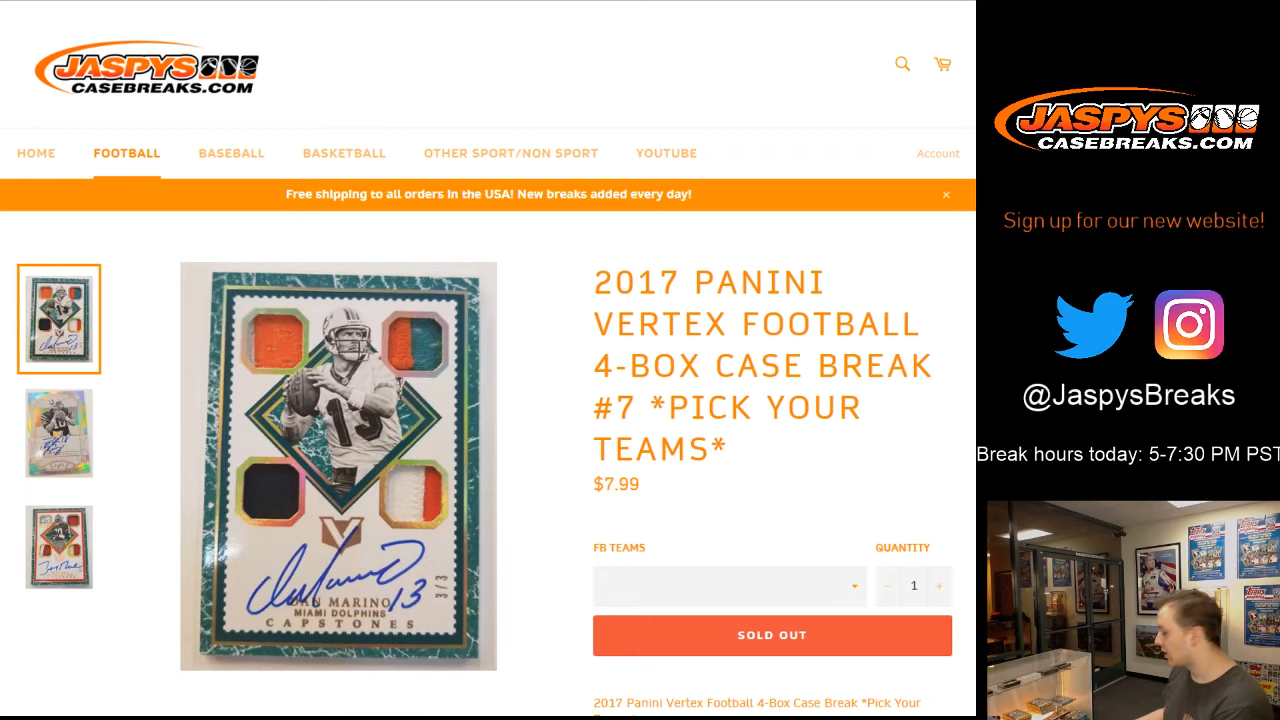 JASPYS
CASEBREAKS.COM
HOME
FOOTBALL
BASEBALL
BASKETBALL
OTHER SPORT/NON SPORT
YOUTUBE
Account
Free shipping to all orders in the USA! New breaks added every day!
×
V
13
3/3
DAN MARINO
MIAMI DOLPHINS
CAPSTONES
2017 PANINI
VERTEX FOOTBALL
4-BOX CASE BREAK
#7 *PICK YOUR
TEAMS*
$7.99
FB TEAMS
QUANTITY
− 1 +
SOLD OUT
2017 Panini Vertex Football 4-Box Case Break *Pick Your
JASPYS
CASEBREAKS.COM
Sign up for our new website!
@JaspysBreaks
Break hours today: 5-7:30 PM PST